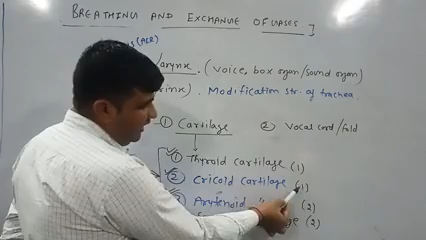 BREATHING AND EXCHANGE OF GASES ]
(ACR)
Larynx. (voice, box organ/sound organ)
Modification str. of trachea.
① Cartilage ② Vocal cord/fold
① Thyroid cartilage (1)
② Cricoid cartilage (1)
③ Arytenoid " (2)
(2)